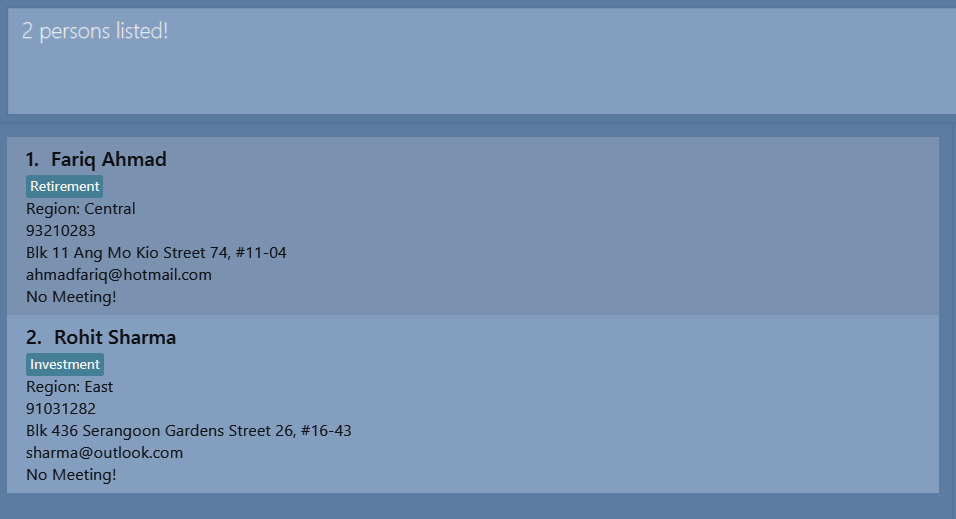 2 persons listed!
1. Fariq Ahmad
Retirement
Region: Central
93210283
Blk 11 Ang Mo Kio Street 74, #11-04
ahmadfariq@hotmail.com
No Meeting!
2. Rohit Sharma
Investment
Region: East
91031282
Blk 436 Serangoon Gardens Street 26, #16-43
sharma@outlook.com
No Meeting!